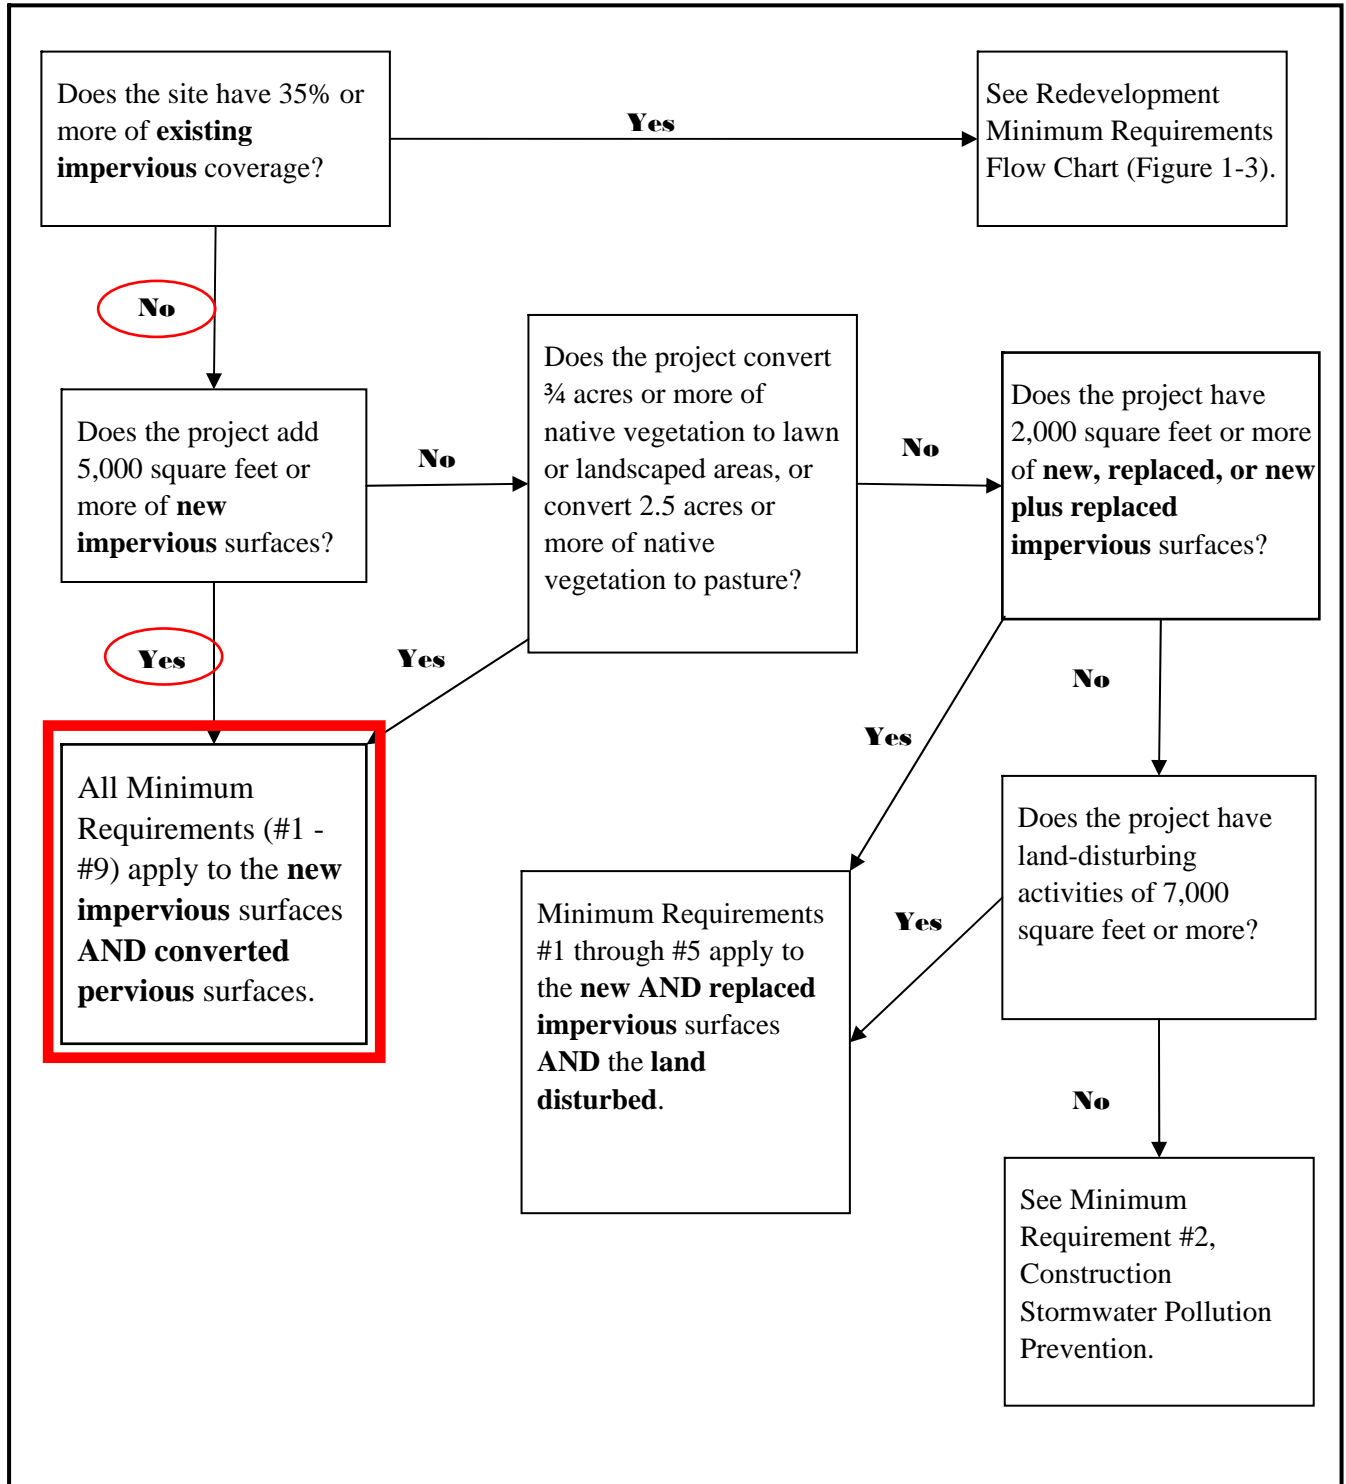 Does the site have 35% or
more of existing
impervious coverage?
Yes
See Redevelopment
Minimum Requirements
Flow Chart (Figure 1-3).
No
Does the project add
5,000 square feet or
more of new
impervious surfaces?
No
Does the project convert
¾ acres or more of
native vegetation to lawn
or landscaped areas, or
convert 2.5 acres or
more of native
vegetation to pasture?
No
Does the project have
2,000 square feet or more
of new, replaced, or new
plus replaced
impervious surfaces?
Yes
Yes
Yes
No
All Minimum
Requirements (#1 -
#9) apply to the new
impervious surfaces
AND converted
pervious surfaces.
Minimum Requirements
#1 through #5 apply to
the new AND replaced
impervious surfaces
AND the land
disturbed.
Yes
Does the project have
land-disturbing
activities of 7,000
square feet or more?
No
See Minimum
Requirement #2,
Construction
Stormwater Pollution
Prevention.